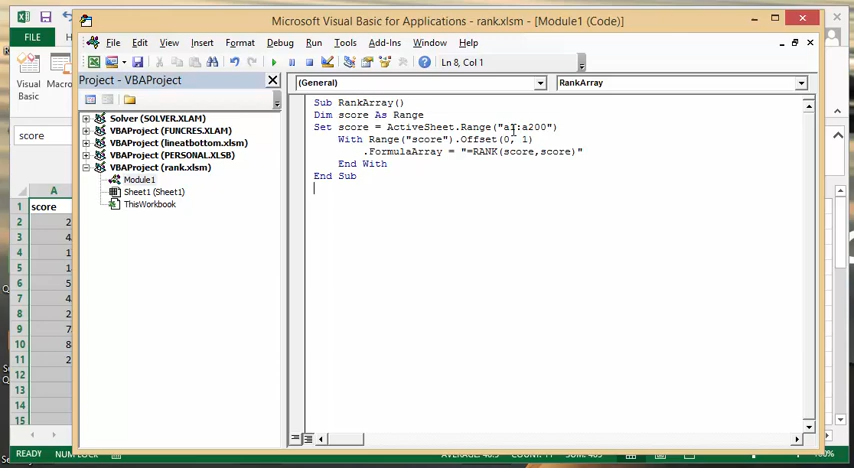 Microsoft Visual Basic for Applications - rank.xlsm - [Module1 (Code)]
FILE
File Edit View Insert Format Debug Run Tools Add-Ins Window Help
Ln 8, Col 1
Visual
Basic
Macro
score
Project - VBAProject
Solver (SOLVER.XLAM)
VBAProject (FUNCRES.XLAM)
VBAProject (lineatbottom.xlsm)
VBAProject (PERSONAL.XLSB)
VBAProject (rank.xlsm)
Module1
Sheet1 (Sheet1)
ThisWorkbook
(General)
RankArray
Sub RankArray()
Dim score As Range
Set score = ActiveSheet.Range("a1:a200")
With Range("score").Offset(0, 1)
.FormulaArray = "=RANK(score,score)"
End With
End Sub
A
1 score
2 2
3 4
4 1
5 1
6 5
7 4
8 2
9 7
10 8
11 2
12
13
14
15
READY
NUM LOCK